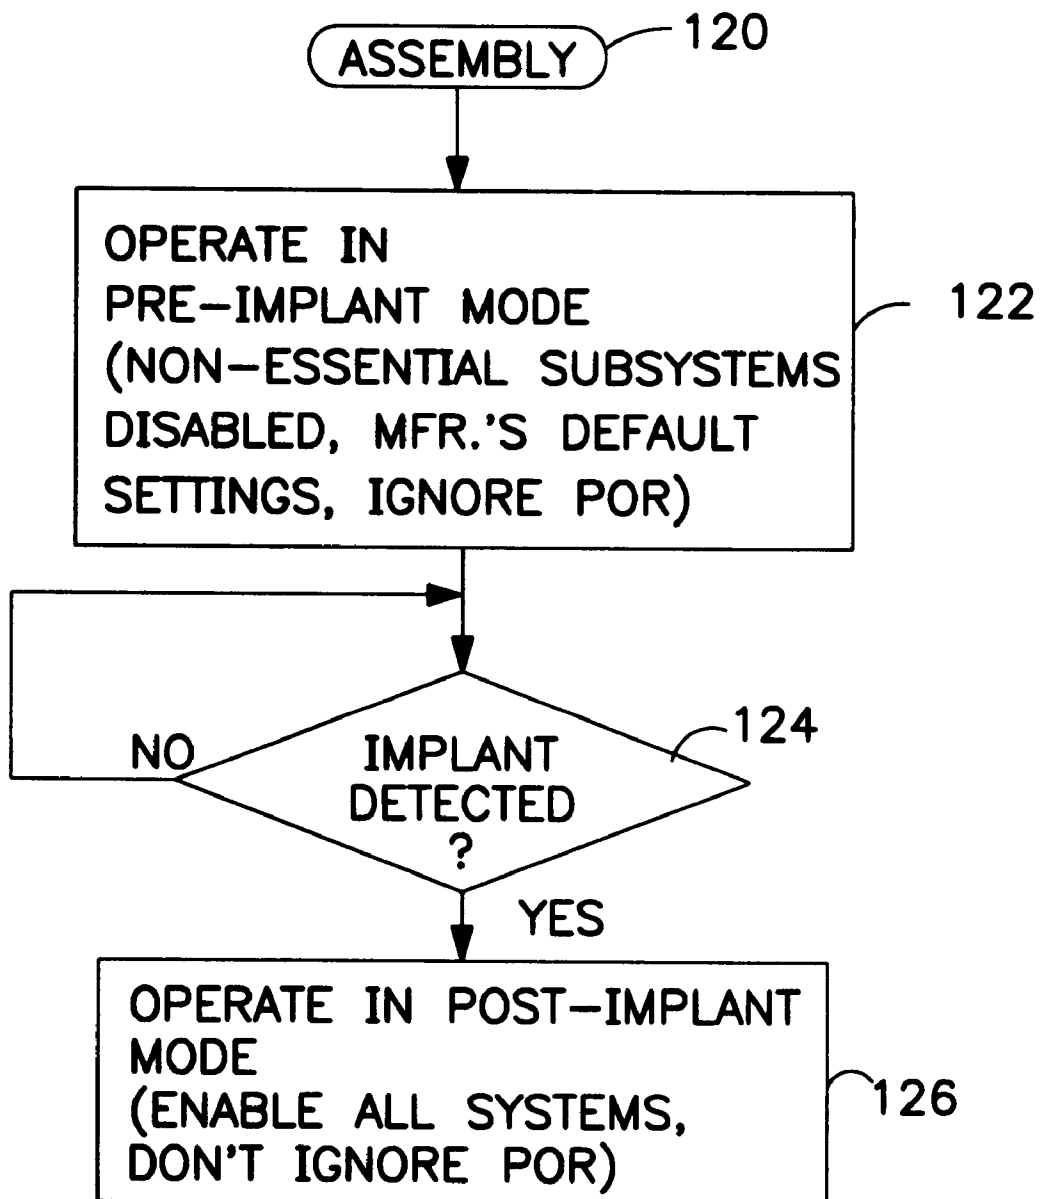 ASSEMBLY
120
OPERATE IN
PRE-IMPLANT MODE
(NON-ESSENTIAL SUBSYSTEMS
DISABLED, MFR.'S DEFAULT
SETTINGS, IGNORE POR)
122
NO
IMPLANT
DETECTED
?
124
YES
OPERATE IN POST-IMPLANT
MODE
(ENABLE ALL SYSTEMS,
DON'T IGNORE POR)
126